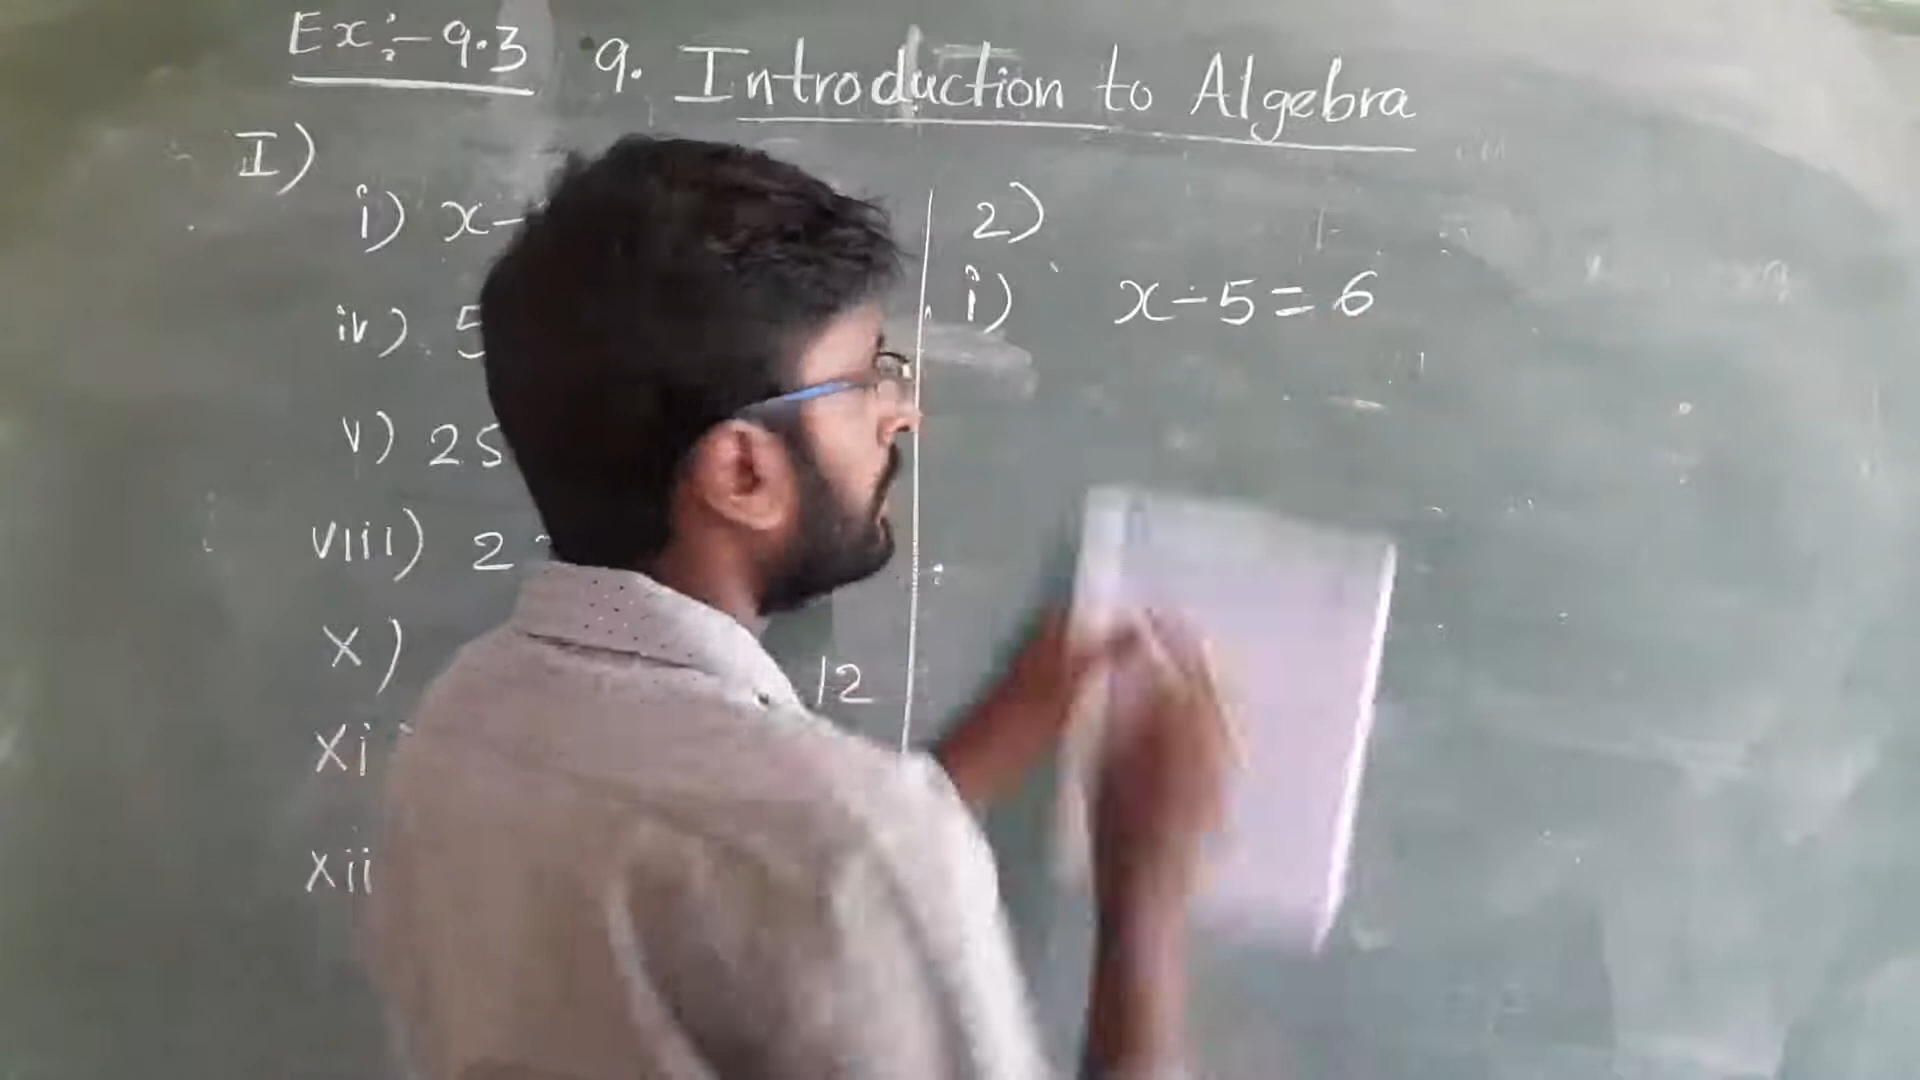 Ex:- 9.3 9. Introduction to Algebra
I)
i) x-
iv) 5
v) 25
viii) 2
x) 12
xi
xii
2)
i) x-5=6